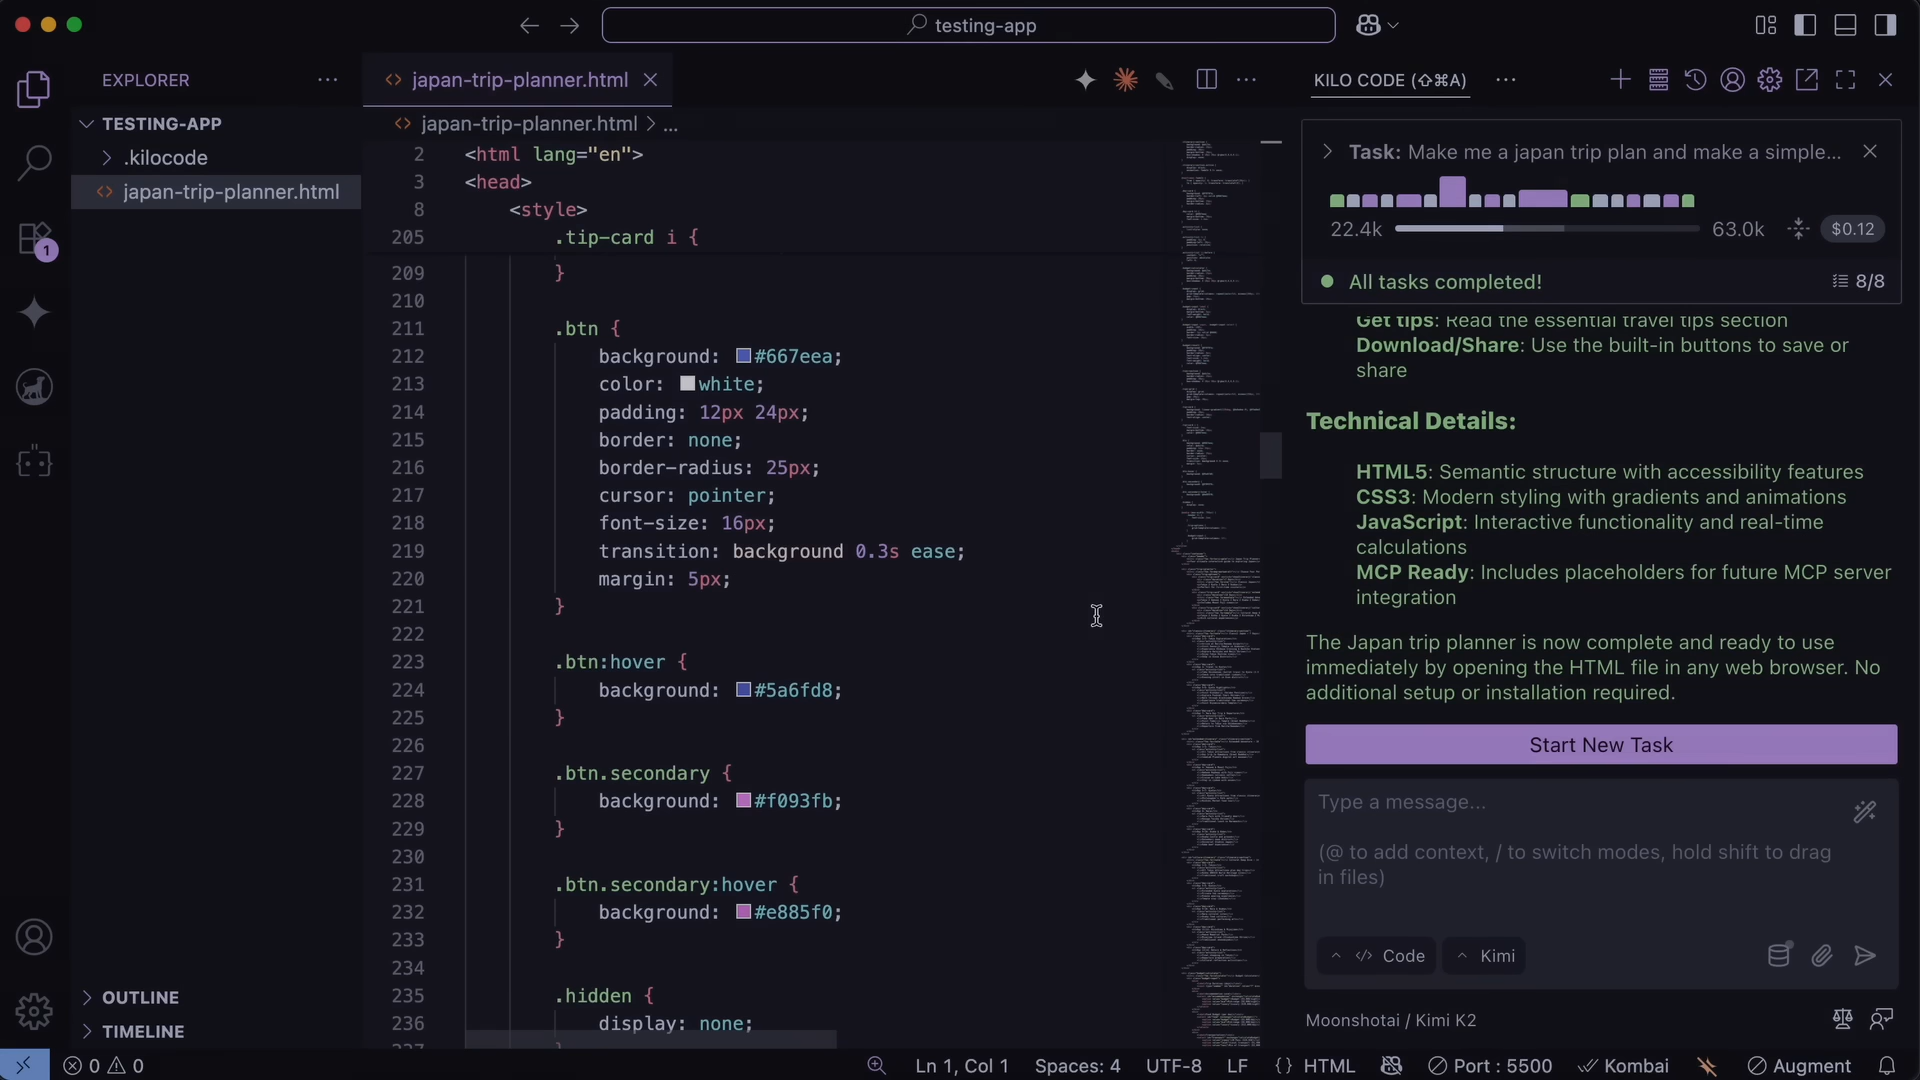 testing-app
EXPLORER
TESTING-APP
.kilocode
japan-trip-planner.html
1
OUTLINE
TIMELINE
japan-trip-planner.html
japan-trip-planner.html > ...
2 <html lang="en">
3 <head>
8 <style>
205 .tip-card i {
209 }
210
211 .btn {
212 background: #667eea;
213 color: white;
214 padding: 12px 24px;
215 border: none;
216 border-radius: 25px;
217 cursor: pointer;
218 font-size: 16px;
219 transition: background 0.3s ease;
220 margin: 5px;
221 }
222
223 .btn:hover {
224 background: #5a6fd8;
225 }
226
227 .btn.secondary {
228 background: #f093fb;
229 }
230
231 .btn.secondary:hover {
232 background: #e885f0;
233 }
234
235 .hidden {
236 display: none;
KILO CODE (⇧⌘A)
Task: Make me a japan trip plan and make a simple...
22.4k 63.0k $0.12
All tasks completed! 8/8
Get tips: Read the essential travel tips section
Download/Share: Use the built-in buttons to save or
share
Technical Details:
HTML5: Semantic structure with accessibility features
CSS3: Modern styling with gradients and animations
JavaScript: Interactive functionality and real-time
calculations
MCP Ready: Includes placeholders for future MCP server
integration
The Japan trip planner is now complete and ready to use
immediately by opening the HTML file in any web browser. No
additional setup or installation required.
Start New Task
Type a message...
(@ to add context, / to switch modes, hold shift to drag
in files)
Code Kimi
Moonshotai / Kimi K2
0 0 Ln 1, Col 1 Spaces: 4 UTF-8 LF {} HTML Port : 5500 Kombai Augment